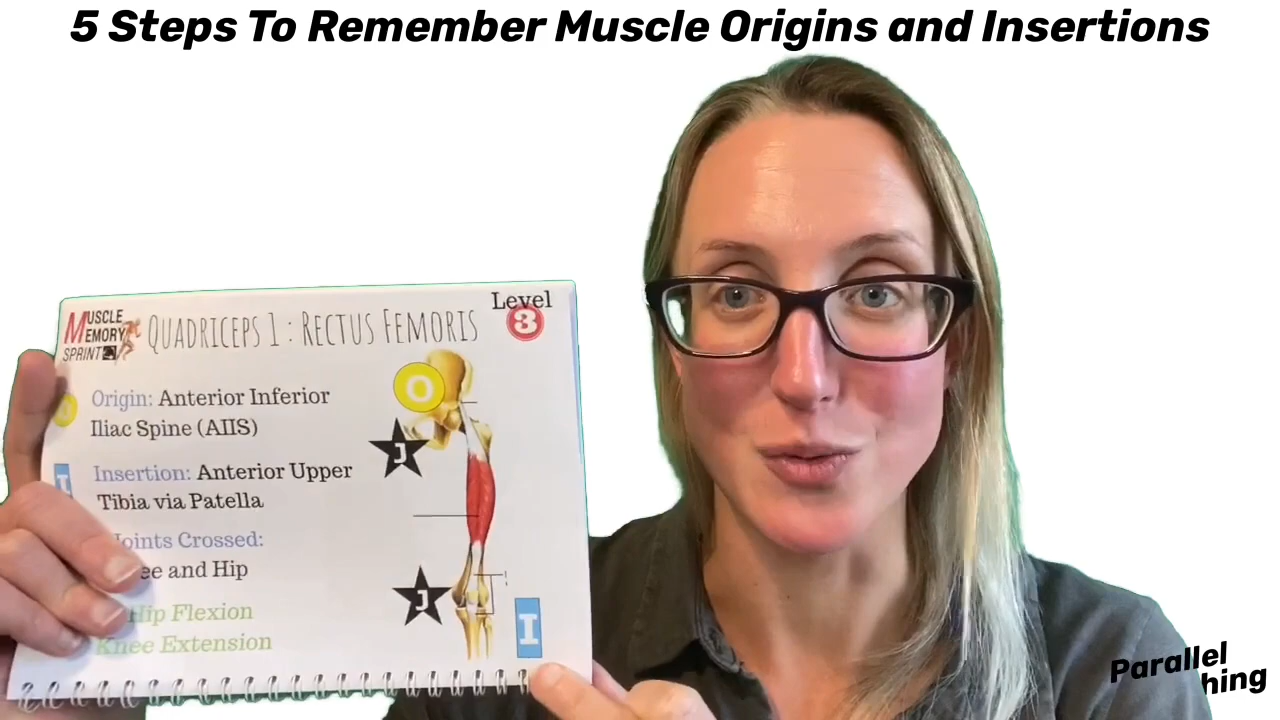 5 Steps To Remember Muscle Origins and Insertions
Level
3
MUSCLE
MEMORY
SPRINT
QUADRICEPS 1 : RECTUS FEMORIS
O
Origin: Anterior Inferior
Iliac Spine (AIIS)
J
Insertion: Anterior Upper
Tibia via Patella
I
Joints Crossed:
and Hip
Hip Flexion
Knee Extension
J
I
Parallel